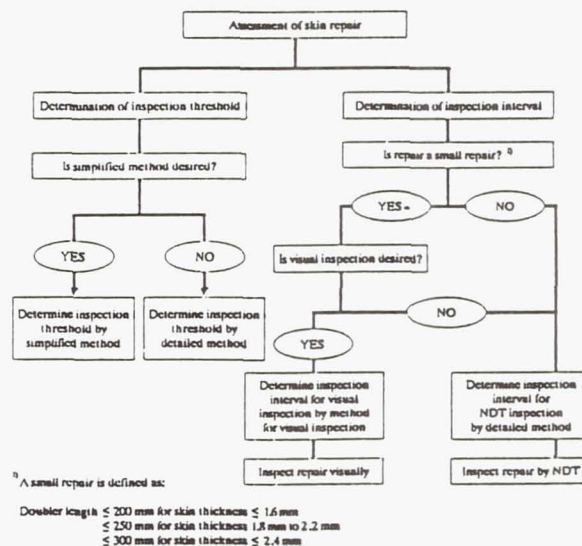 Assessment of skin repair
Determination of inspection threshold
Determination of inspection interval
Is simplified method desired?
Is repair a small repair? 1)
YES
NO
YES
NO
Is visual inspection desired?
NO
YES
Determine inspection
threshold by
simplified method
Determine inspection
threshold by
detailed method
Determine inspection
interval for visual
inspection by method
for visual inspection
Determine inspection
interval for
NDT inspection
by detailed method
Inspect repair visually
Inspect repair by NDT
1) A small repair is defined as:
Doubler length ≤ 200 mm for skin thickness ≤ 1.6 mm
≤ 250 mm for skin thickness 1.8 mm to 2.2 mm
≤ 300 mm for skin thickness ≤ 2.4 mm